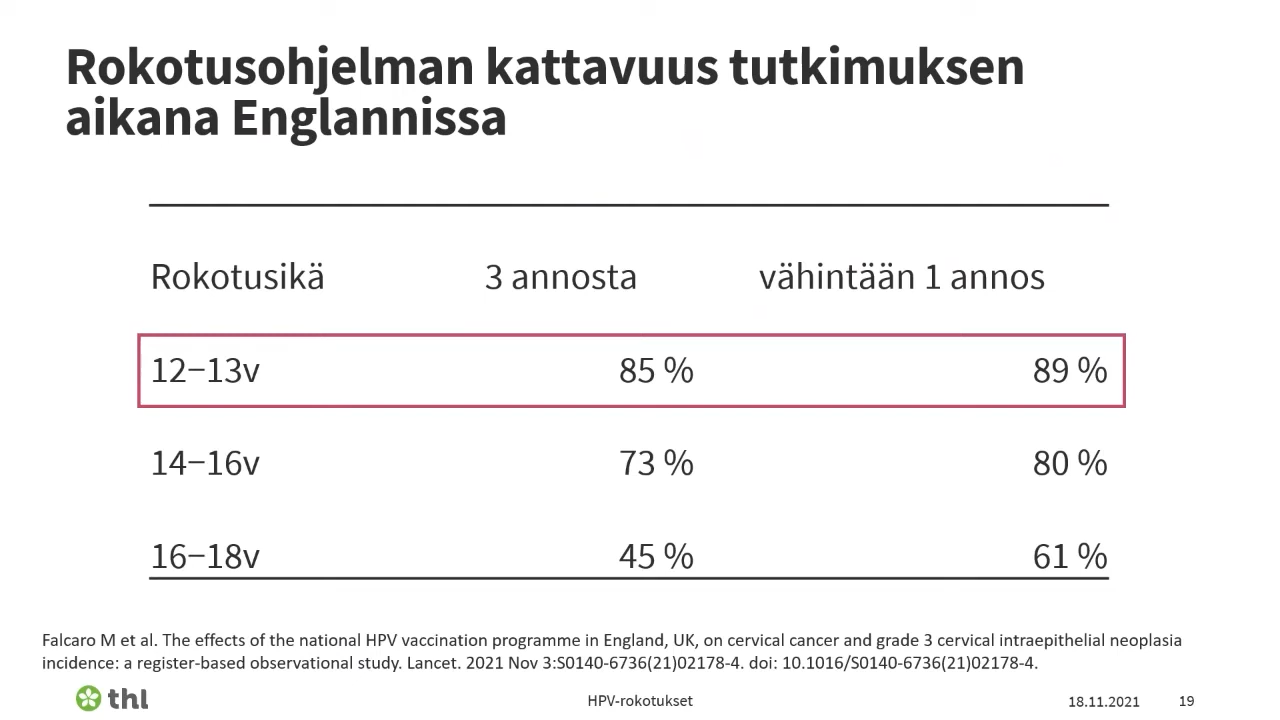 Rokotusohjelman kattavuus tutkimuksen
aikana Englannissa
Rokotusikä 3 annosta vähintään 1 annos
12–13v 85 % 89 %
14–16v 73 % 80 %
16–18v 45 % 61 %
Falcaro M et al. The effects of the national HPV vaccination programme in England, UK, on cervical cancer and grade 3 cervical intraepithelial neoplasia
incidence: a register-based observational study. Lancet. 2021 Nov 3:S0140-6736(21)02178-4. doi: 10.1016/S0140-6736(21)02178-4.
thl HPV-rokotukset 18.11.2021 19